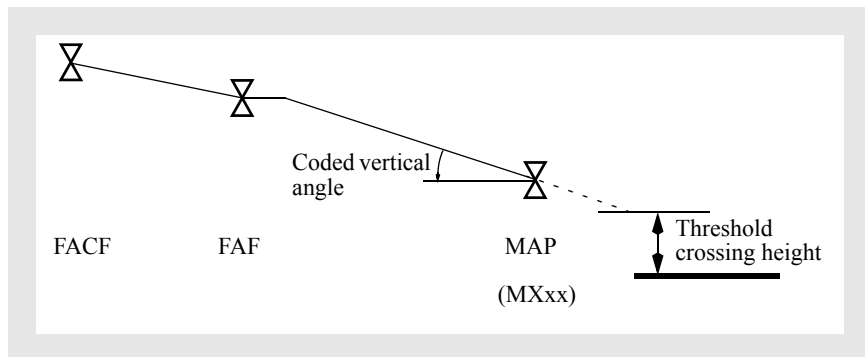 Coded vertical
angle
Threshold
crossing height
FACF
FAF
MAP
(MXxx)